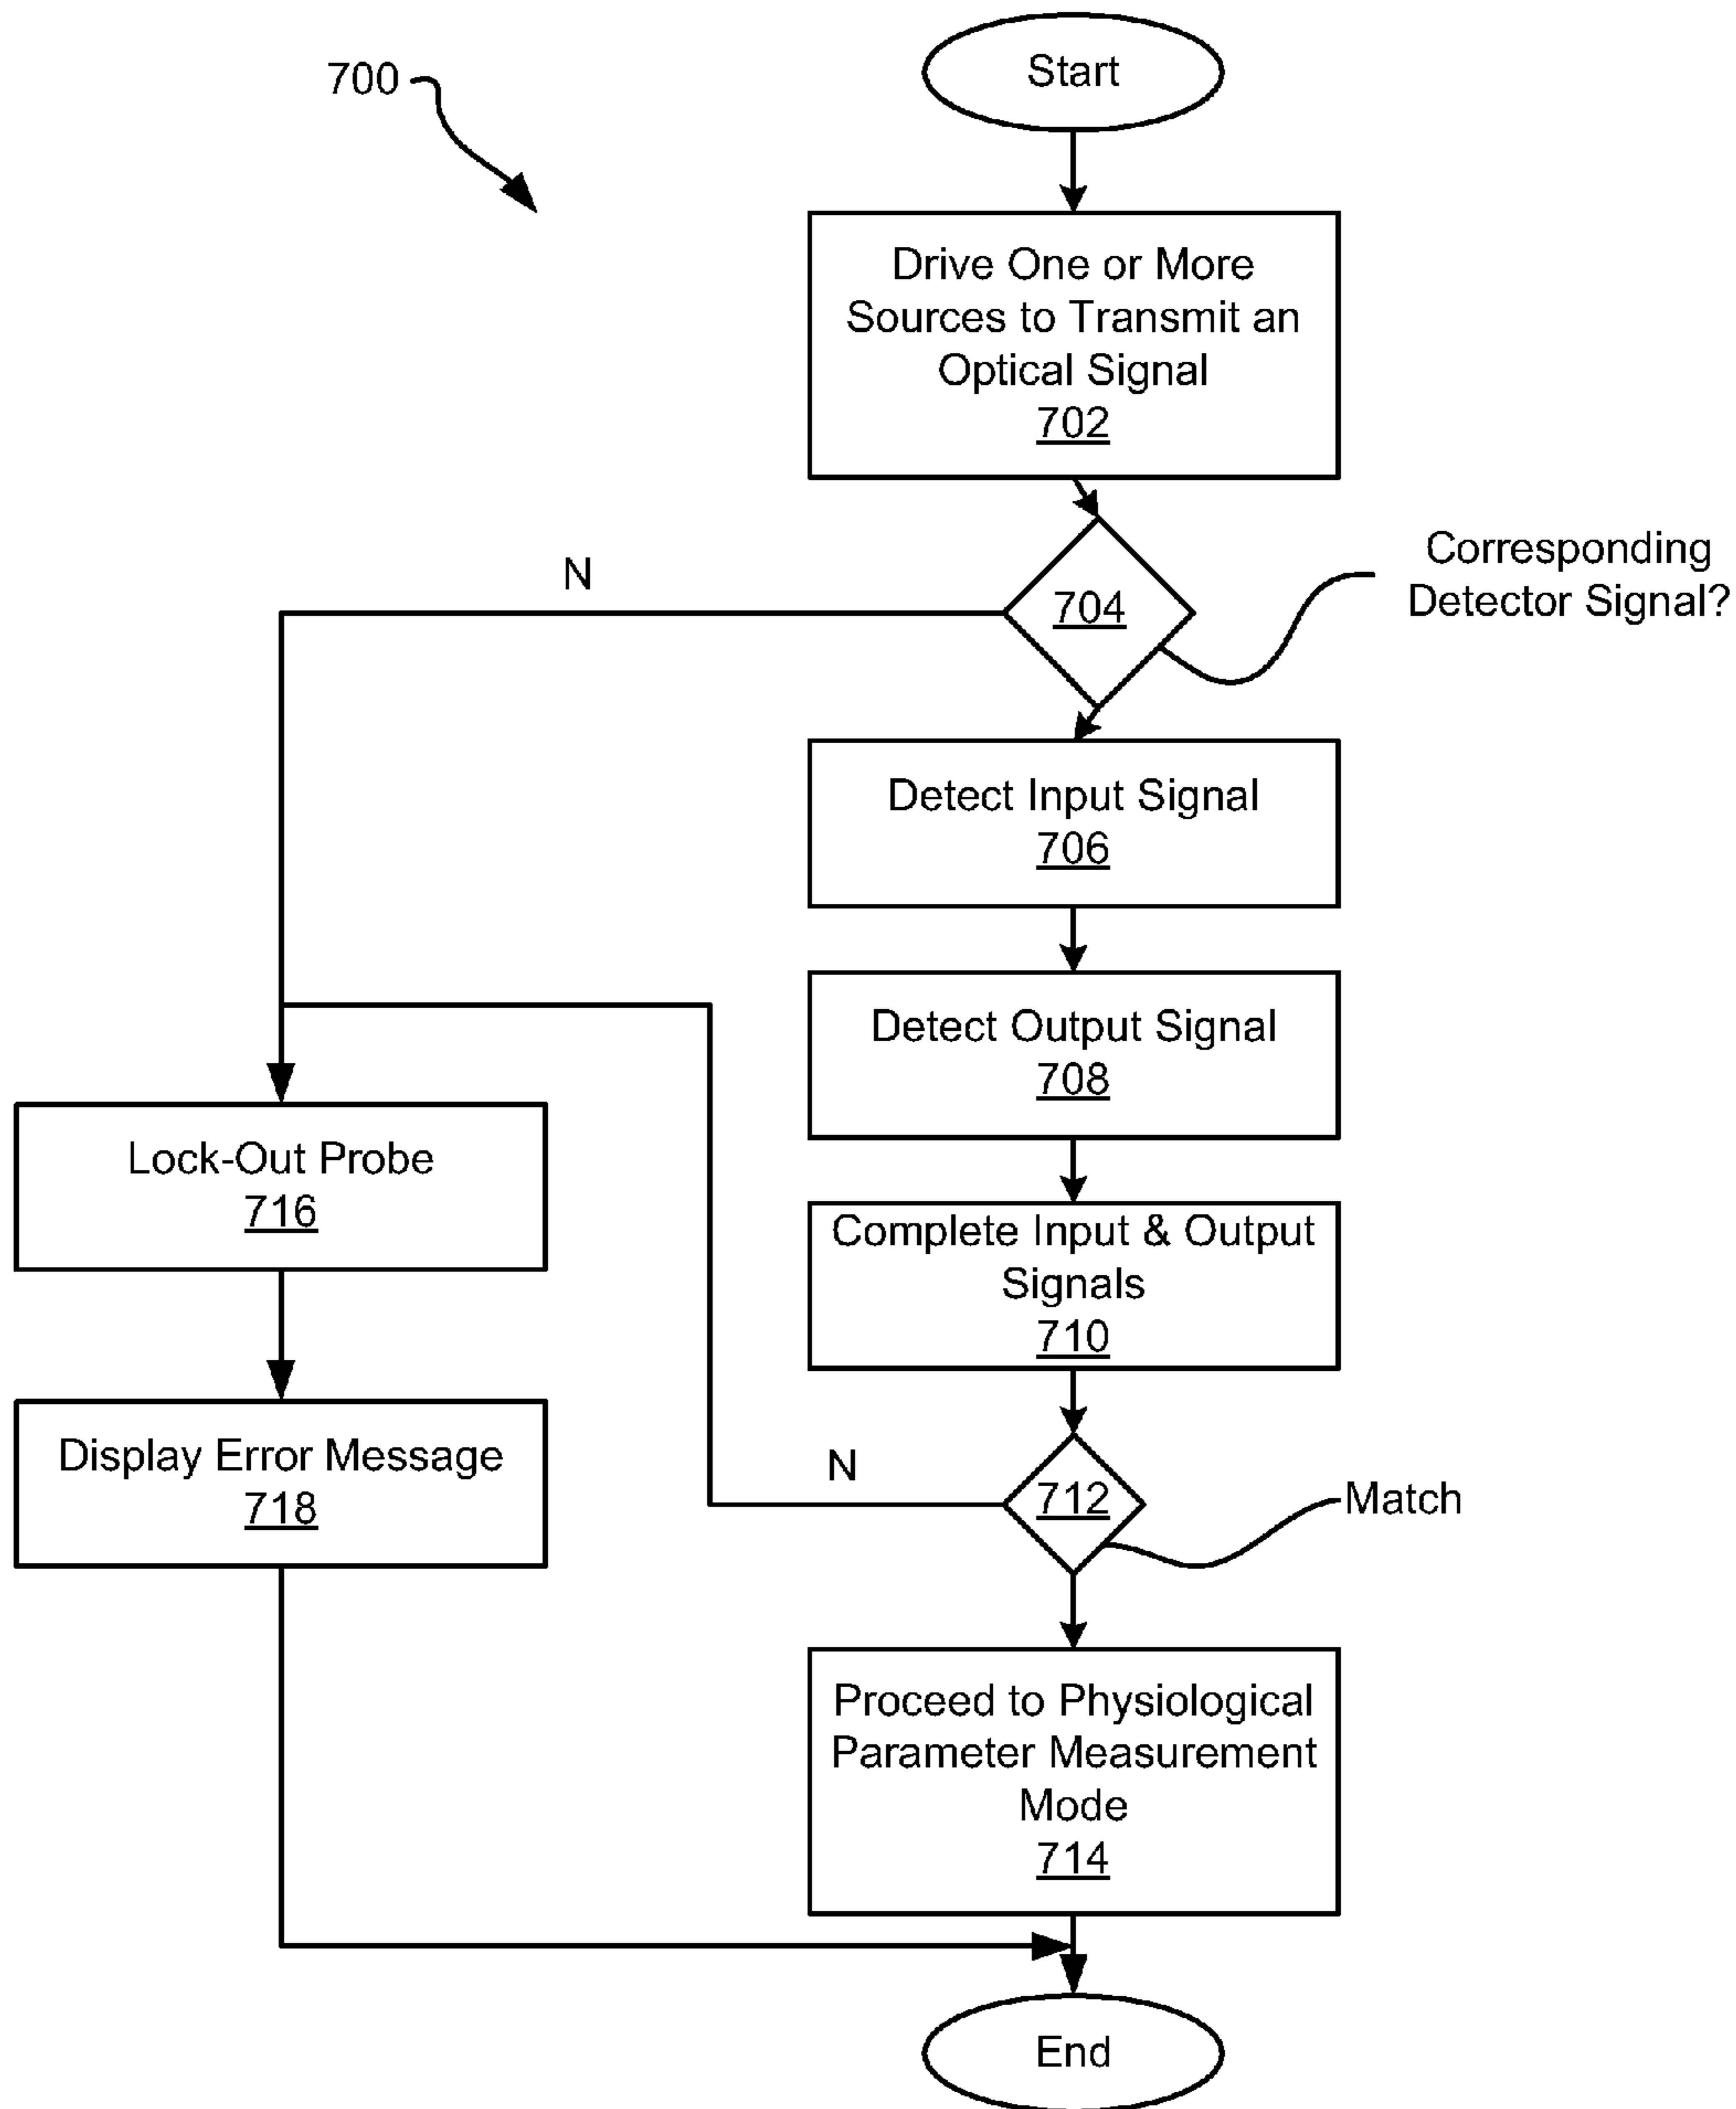 700
Start
Drive One or More
Sources to Transmit an
Optical Signal
702
N
704
Corresponding
Detector Signal?
Detect Input Signal
706
Detect Output Signal
708
Lock-Out Probe
716
Complete Input & Output
Signals
710
Display Error Message
718
N
712
Match
Proceed to Physiological
Parameter Measurement
Mode
714
End